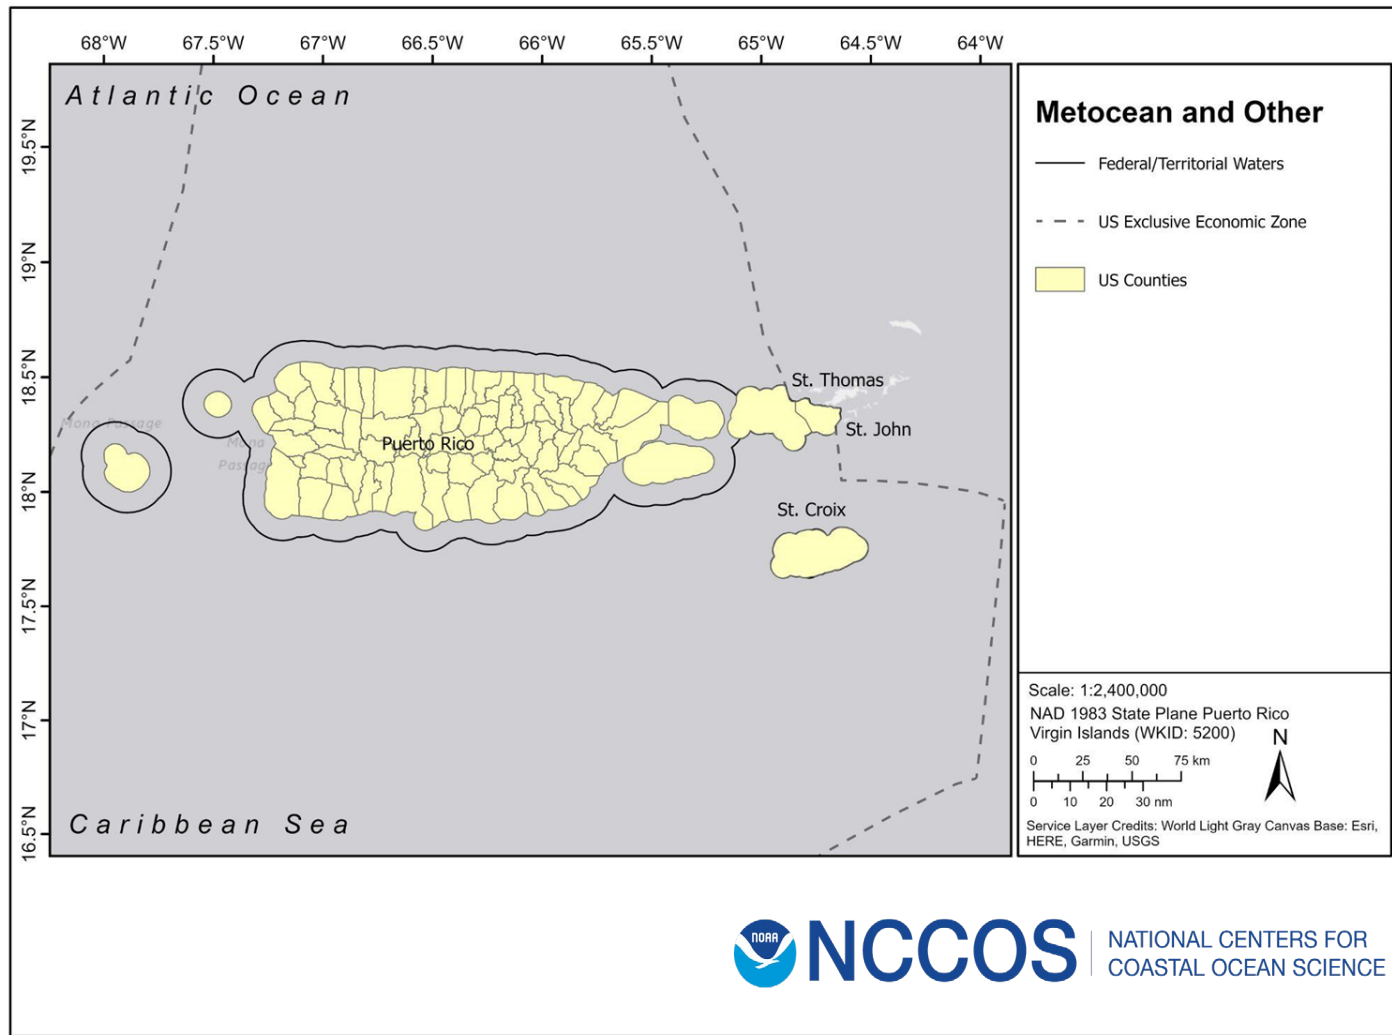 68°W 67.5°W 67°W 66.5°W 66°W 65.5°W 65°W 64.5°W 64°W
Atlantic Ocean
19.5°N
19°N
18.5°N
18°N
17.5°N
17°N
16.5°N
Mona Passage
Mona
Passage
Puerto Rico
St. Thomas
St. John
St. Croix
Caribbean Sea
Metocean and Other
Federal/Territorial Waters
US Exclusive Economic Zone
US Counties
Scale: 1:2,400,000
NAD 1983 State Plane Puerto Rico
Virgin Islands (WKID: 5200)
N
0 25 50 75 km
0 10 20 30 nm
Service Layer Credits: World Light Gray Canvas Base: Esri,
HERE, Garmin, USGS
NOAA
NCCOS
NATIONAL CENTERS FOR
COASTAL OCEAN SCIENCE